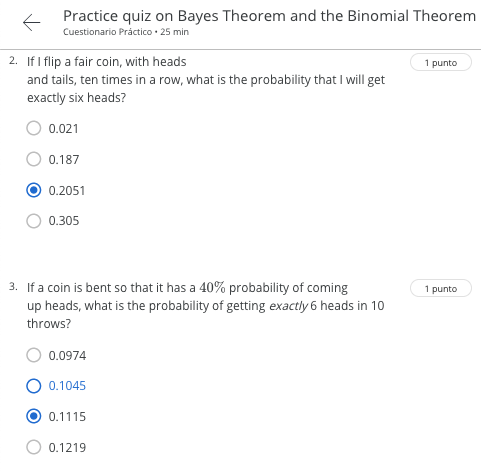 Practice quiz on Bayes Theorem and the Binomial Theorem
Cuestionario Práctico • 25 min
2. If I flip a fair coin, with heads
1 punto
and tails, ten times in a row, what is the probability that I will get
exactly six heads?
0.021
0.187
0.2051
0.305
3. If a coin is bent so that it has a 40% probability of coming
1 punto
up heads, what is the probability of getting exactly 6 heads in 10
throws?
0.0974
0.1045
0.1115
0.1219